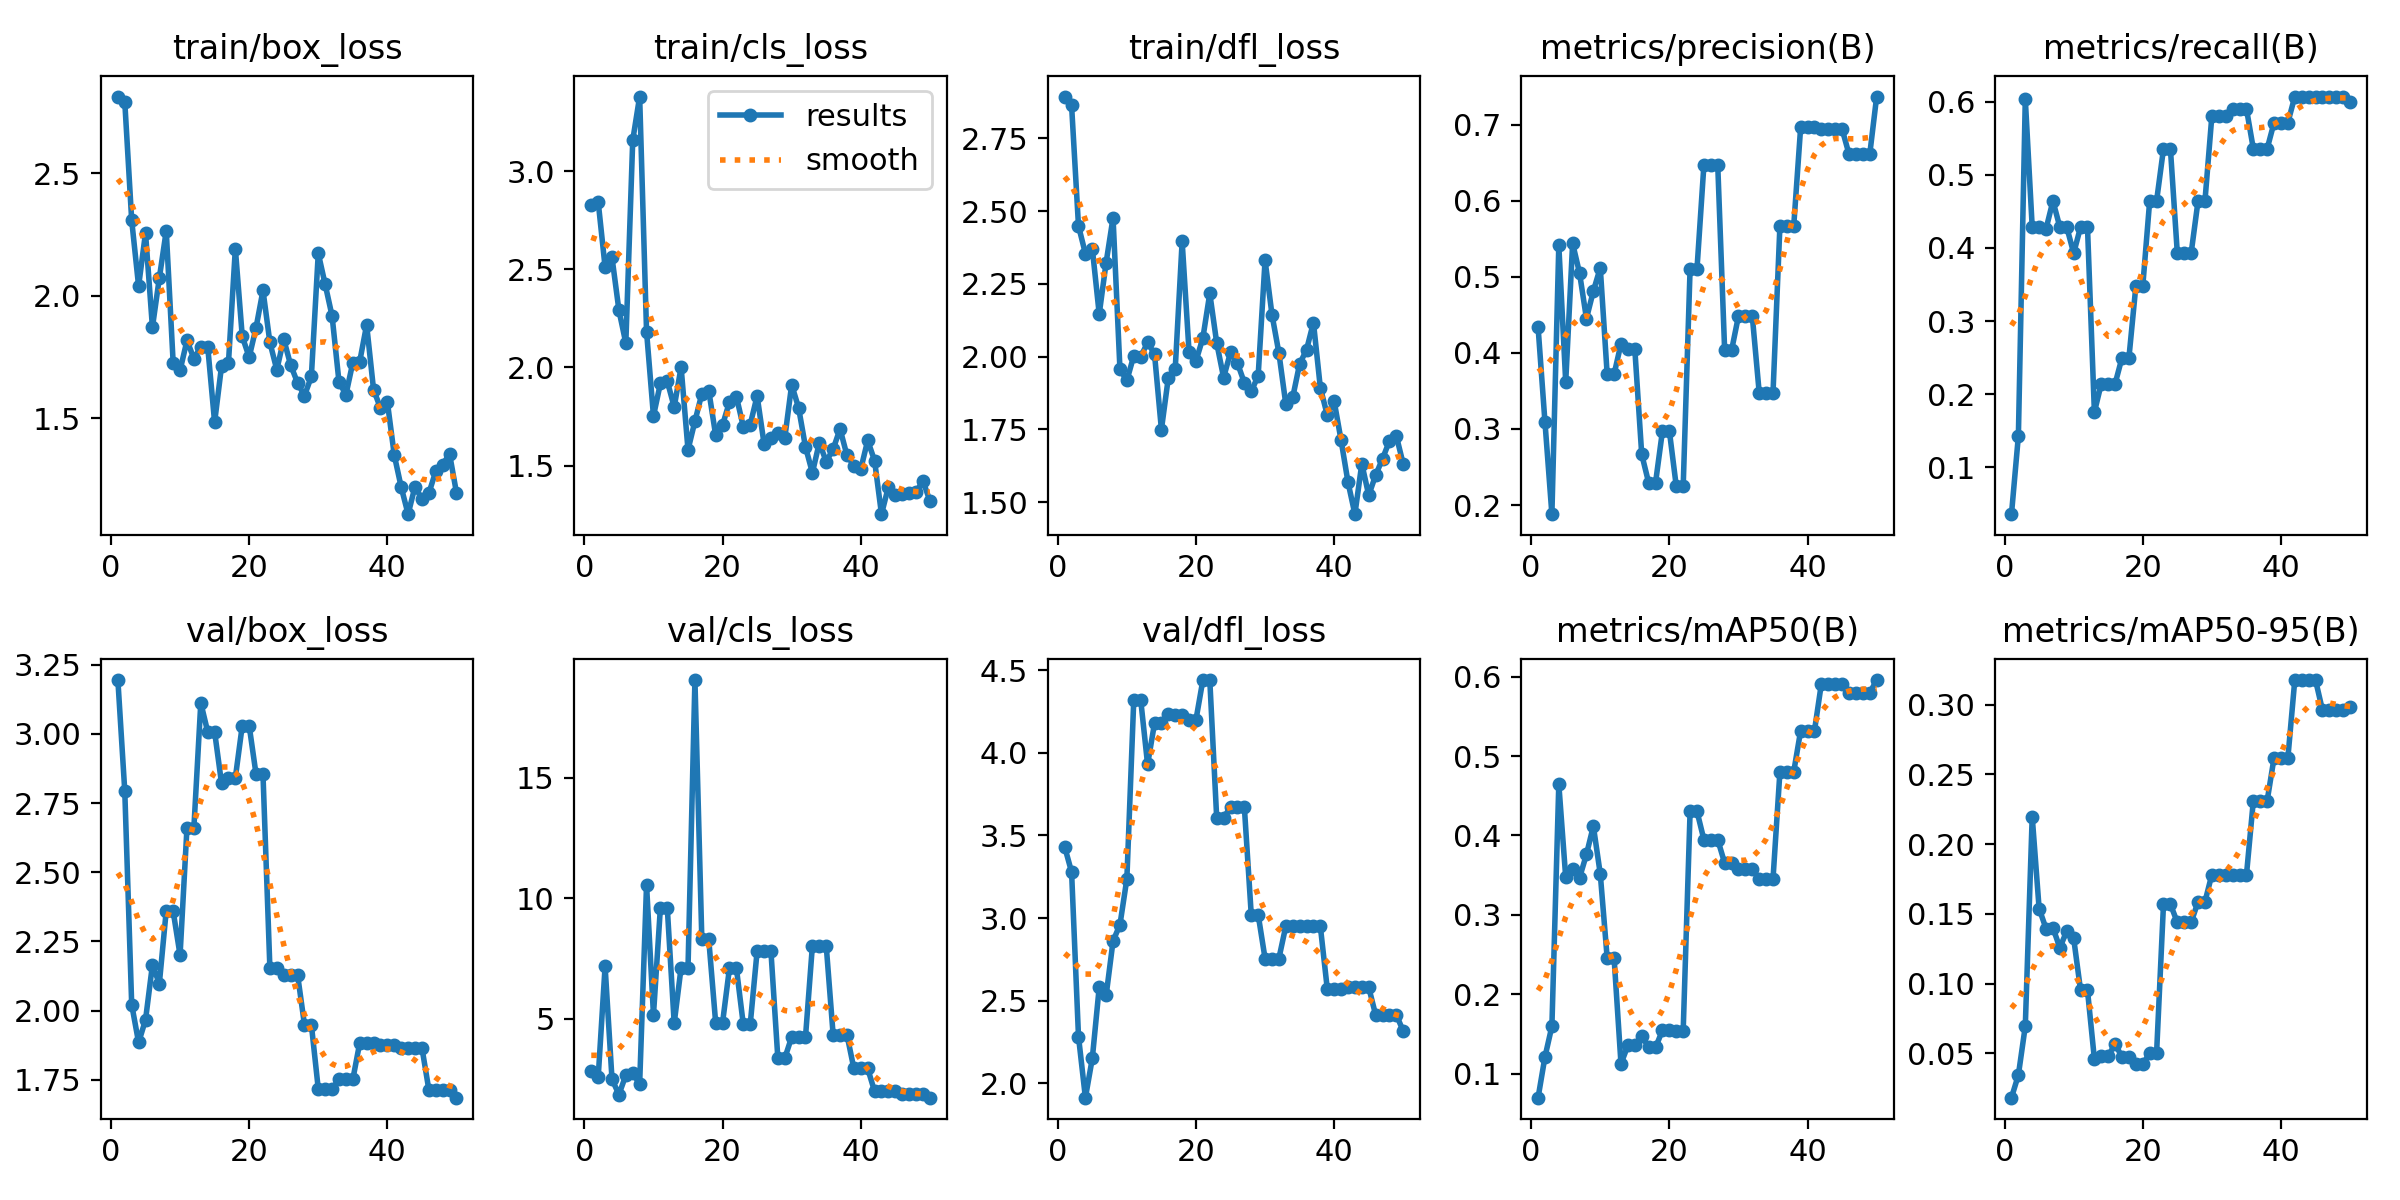 train/box_loss
2.5
2.0
1.5
0 20 40
train/cls_loss
results
smooth
3.0
2.5
2.0
1.5
0 20 40
train/dfl_loss
2.75
2.50
2.25
2.00
1.75
1.50
0 20 40
metrics/precision(B)
0.7
0.6
0.5
0.4
0.3
0.2
0 20 40
metrics/recall(B)
0.6
0.5
0.4
0.3
0.2
0.1
0 20 40
val/box_loss
3.25
3.00
2.75
2.50
2.25
2.00
1.75
0 20 40
val/cls_loss
15
10
5
0 20 40
val/dfl_loss
4.5
4.0
3.5
3.0
2.5
2.0
0 20 40
metrics/mAP50(B)
0.6
0.5
0.4
0.3
0.2
0.1
0 20 40
metrics/mAP50-95(B)
0.30
0.25
0.20
0.15
0.10
0.05
0 20 40